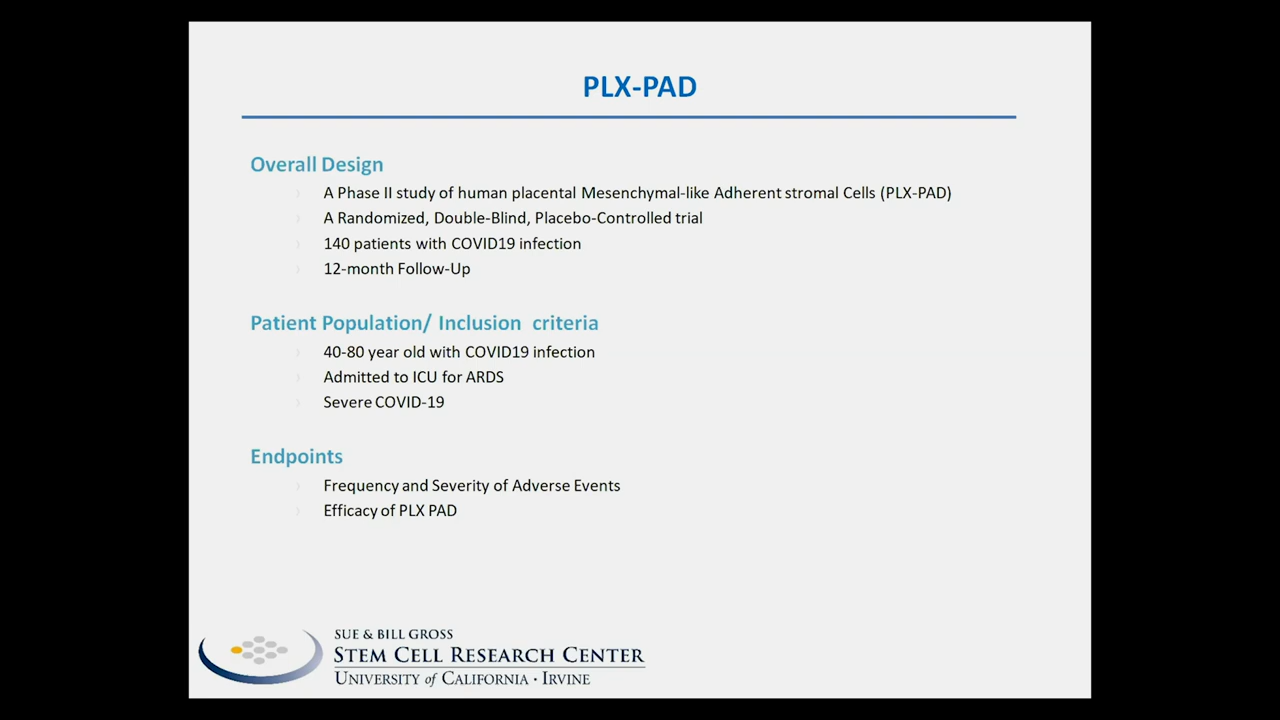 PLX-PAD
Overall Design
A Phase II study of human placental Mesenchymal-like Adherent stromal Cells (PLX-PAD)
A Randomized, Double-Blind, Placebo-Controlled trial
140 patients with COVID19 infection
12-month Follow-Up
Patient Population/ Inclusion criteria
40-80 year old with COVID19 infection
Admitted to ICU for ARDS
Severe COVID-19
Endpoints
Frequency and Severity of Adverse Events
Efficacy of PLX PAD
SUE & BILL GROSS
STEM CELL RESEARCH CENTER
UNIVERSITY of CALIFORNIA • IRVINE